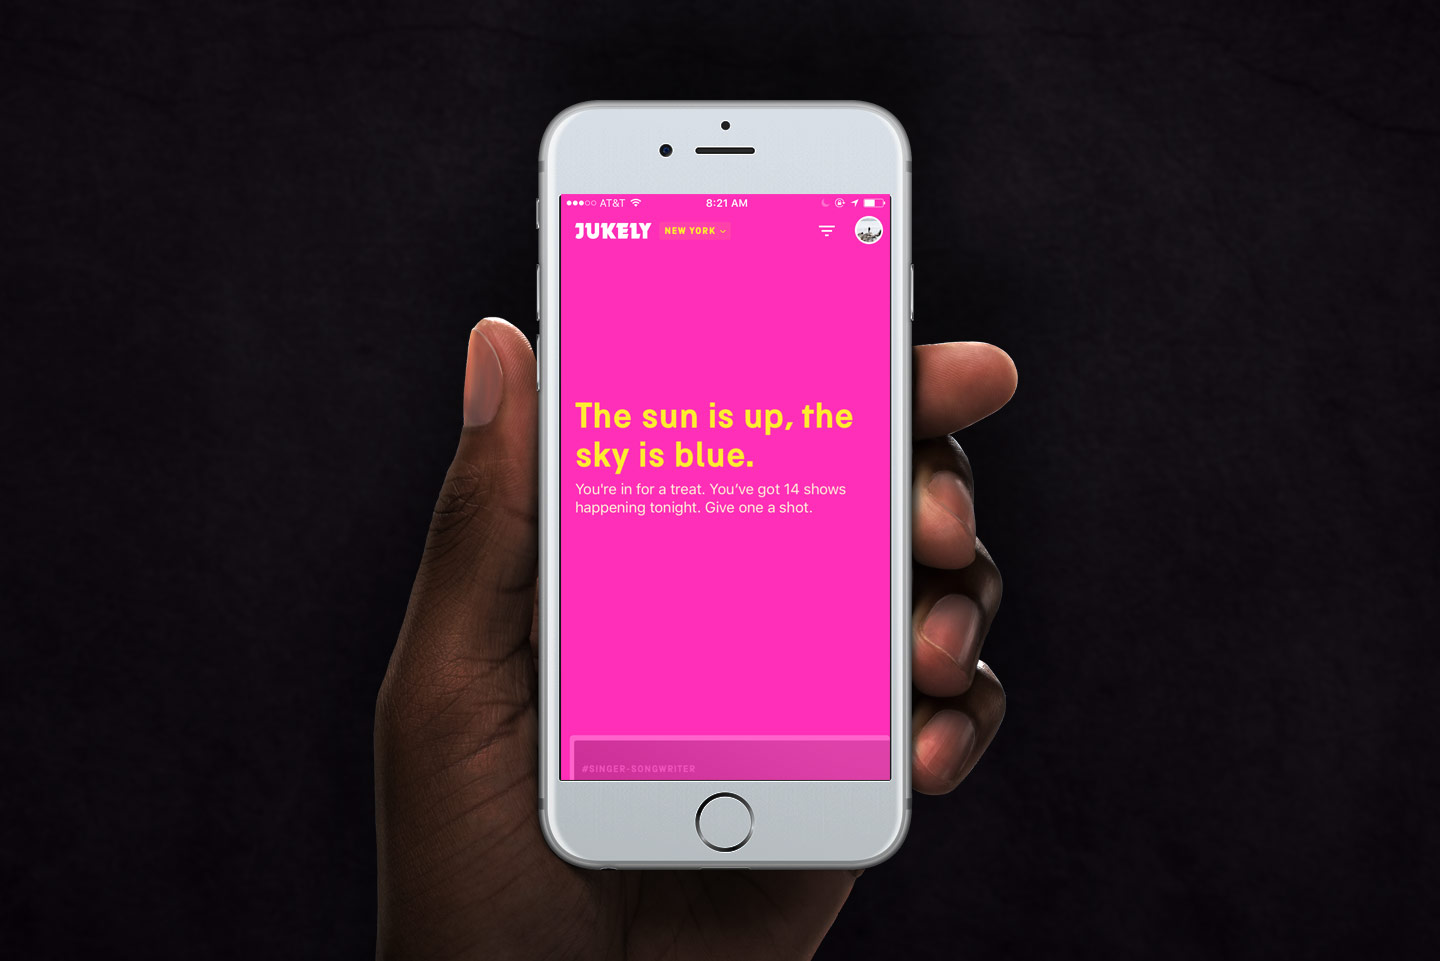 AT&T 8:21 AM
JUKELY NEW YORK
The sun is up, the
sky is blue.
You're in for a treat. You've got 14 shows
happening tonight. Give one a shot.
#SINGER-SONGWRITER